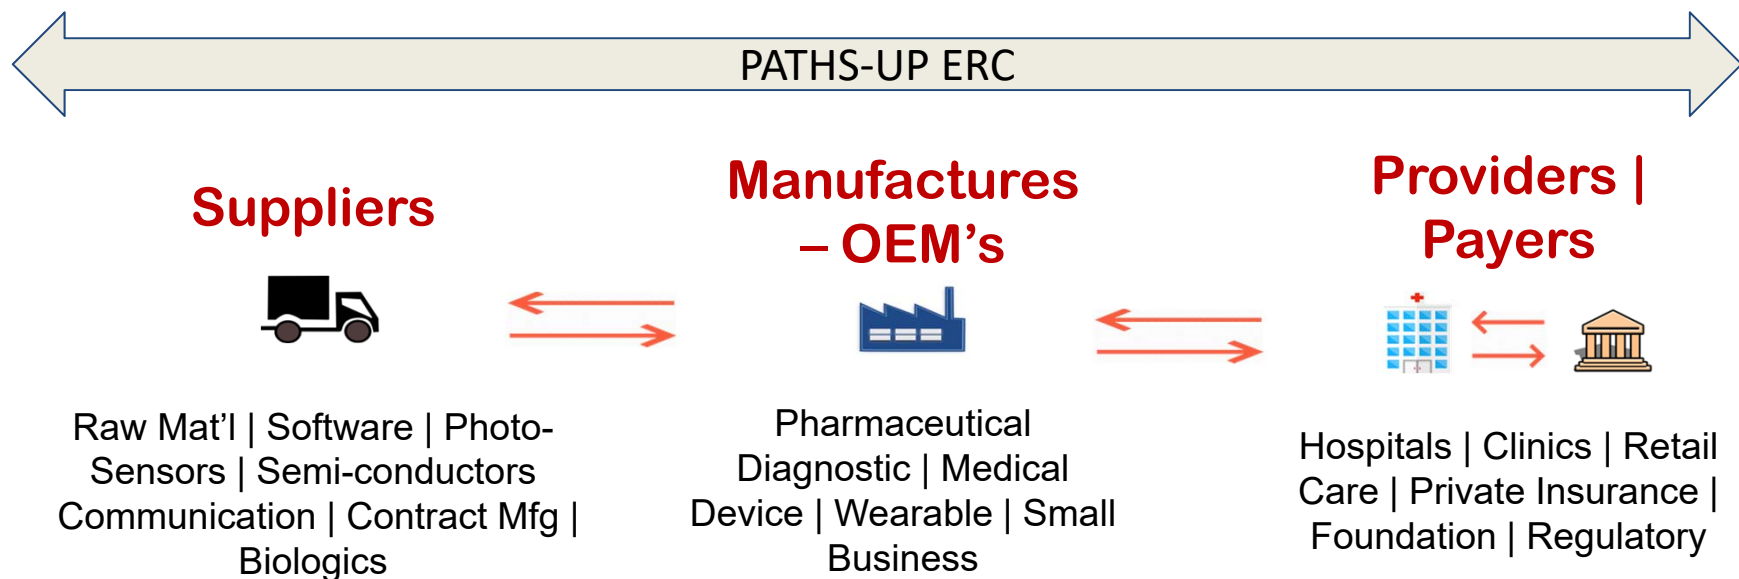 PATHS-UP ERC
Suppliers
Raw Mat'l | Software | Photo-
Sensors | Semi-conductors
Communication | Contract Mfg |
Biologics
Manufactures
– OEM's
Pharmaceutical
Diagnostic | Medical
Device | Wearable | Small
Business
Providers |
Payers
Hospitals | Clinics | Retail
Care | Private Insurance |
Foundation | Regulatory